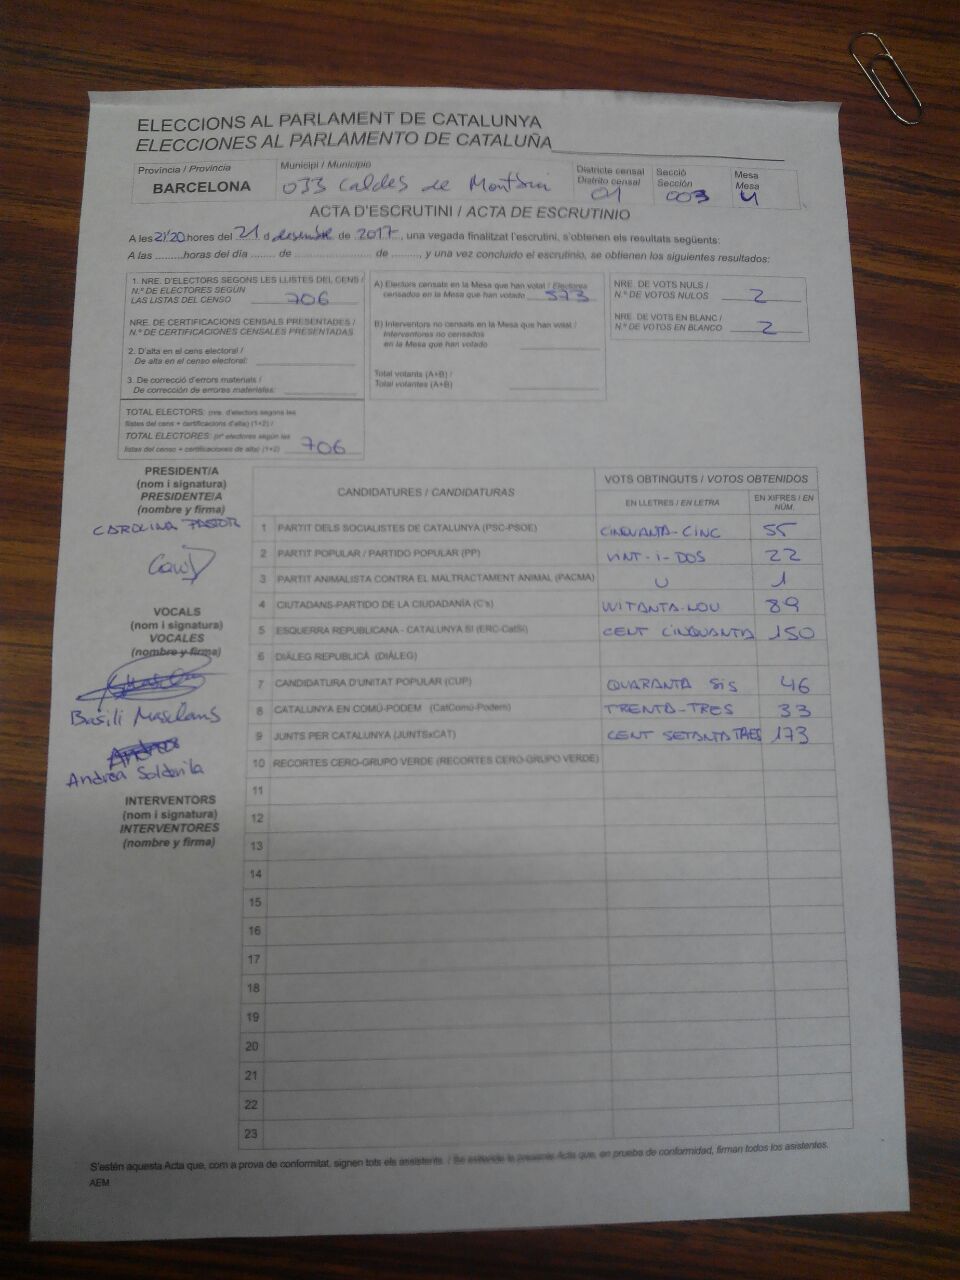 ELECCIONS AL PARLAMENT DE CATALUNYA
ELECCIONES AL PARLAMENTO DE CATALUÑA
Provincia / Provincia
BARCELONA
Municipi / Municipio
033 Caldes de Montbui
Districte censal
Distrito censal
01
Secció
Sección
003
Mesa
Mesa
U
ACTA D'ESCRUTINI / ACTA DE ESCRUTINIO
A les 21'20 hores del 21 d desembre de 2017, una vegada finalitzat l'escrutini, s'obtenen els resultats següents:
A las .........horas del día ........ de ........................ de ........, y una vez concluido el escrutinio, se obtienen los siguientes resultados:
1. NRE. D'ELECTORS SEGONS LES LLISTES DEL CENS /
N.º DE ELECTORES SEGÚN
LAS LISTAS DEL CENSO 706
NRE. DE CERTIFICACIONS CENSALS PRESENTADES /
N.º DE CERTIFICACIONES CENSALES PRESENTADAS
2. D'alta en el cens electoral /
De alta en el censo electoral:
3. De correcció d'errors materials /
De corrección de errores materiales:
TOTAL ELECTORS: (nre. d'electors segons les
llistes del cens + certificacions d'alta) (1+2) /
TOTAL ELECTORES: (nº electores según las
listas del censo + certificaciones de alta) (1+2) 706
A) Electors censats en la Mesa que han votat / Electores
censados en la Mesa que han votado 573
B) Interventors no censats en la Mesa que han votat /
Interventores no censados
en la Mesa que han votado
Total votants (A+B) /
Total votantes (A+B)
NRE. DE VOTS NULS /
N.º DE VOTOS NULOS 2
NRE. DE VOTS EN BLANC /
N.º DE VOTOS EN BLANCO 2
PRESIDENT/A
(nom i signatura)
PRESIDENTE/A
(nombre y firma)
CAROLINA PASTOR
VOCALS
(nom i signatura)
VOCALES
(nombre y firma)
Basili Masclans
Andrea
Andrea Soldevila
INTERVENTORS
(nom i signatura)
INTERVENTORES
(nombre y firma)
CANDIDATURES / CANDIDATURAS
VOTS OBTINGUTS / VOTOS OBTENIDOS
EN LLETRES / EN LETRA
EN XIFRES / EN NÚM.
1 PARTIT DELS SOCIALISTES DE CATALUNYA (PSC-PSOE) CINQUANTA-CINC 55
2 PARTIT POPULAR / PARTIDO POPULAR (PP) VINT-I-DOS 22
3 PARTIT ANIMALISTA CONTRA EL MALTRACTAMENT ANIMAL (PACMA) U 1
4 CIUTADANS-PARTIDO DE LA CIUDADANÍA (C's) VUITANTA-NOU 89
5 ESQUERRA REPUBLICANA - CATALUNYA SÍ (ERC-CatSí) CENT CINQUANTA 150
6 DIÀLEG REPUBLICÀ (DIÀLEG)
7 CANDIDATURA D'UNITAT POPULAR (CUP) QUARANTA SIS 46
8 CATALUNYA EN COMÚ-PODEM (CatComú-Podem) TRENTA-TRES 33
9 JUNTS PER CATALUNYA (JUNTSxCAT) CENT SETANTA TRES 173
10 RECORTES CERO-GRUPO VERDE (RECORTES CERO-GRUPO VERDE)
11
12
13
14
15
16
17
18
19
20
21
22
23
S'estén aquesta Acta que, com a prova de conformitat, signen tots els assistents. / Se extiende la presente Acta que, en prueba de conformidad, firman todos los asistentes.
AEM